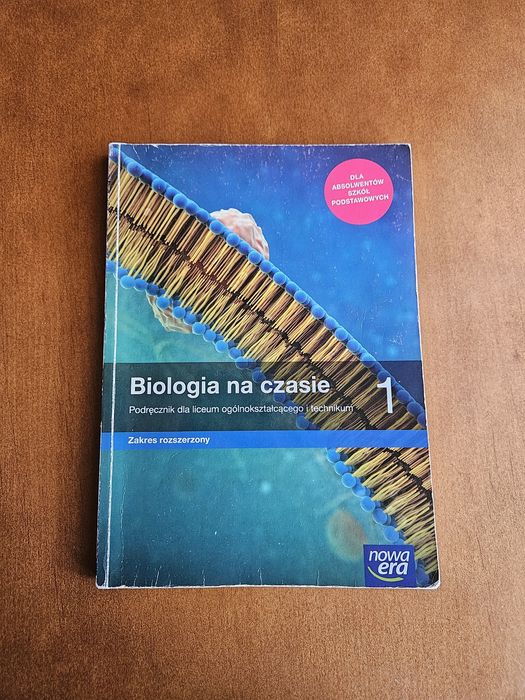 DLA
ABSOLWENTÓW
SZKÓŁ
PODSTAWOWYCH
Biologia na czasie 1
Podręcznik dla liceum ogólnokształcącego i technikum
Zakres rozszerzony
nowa
era